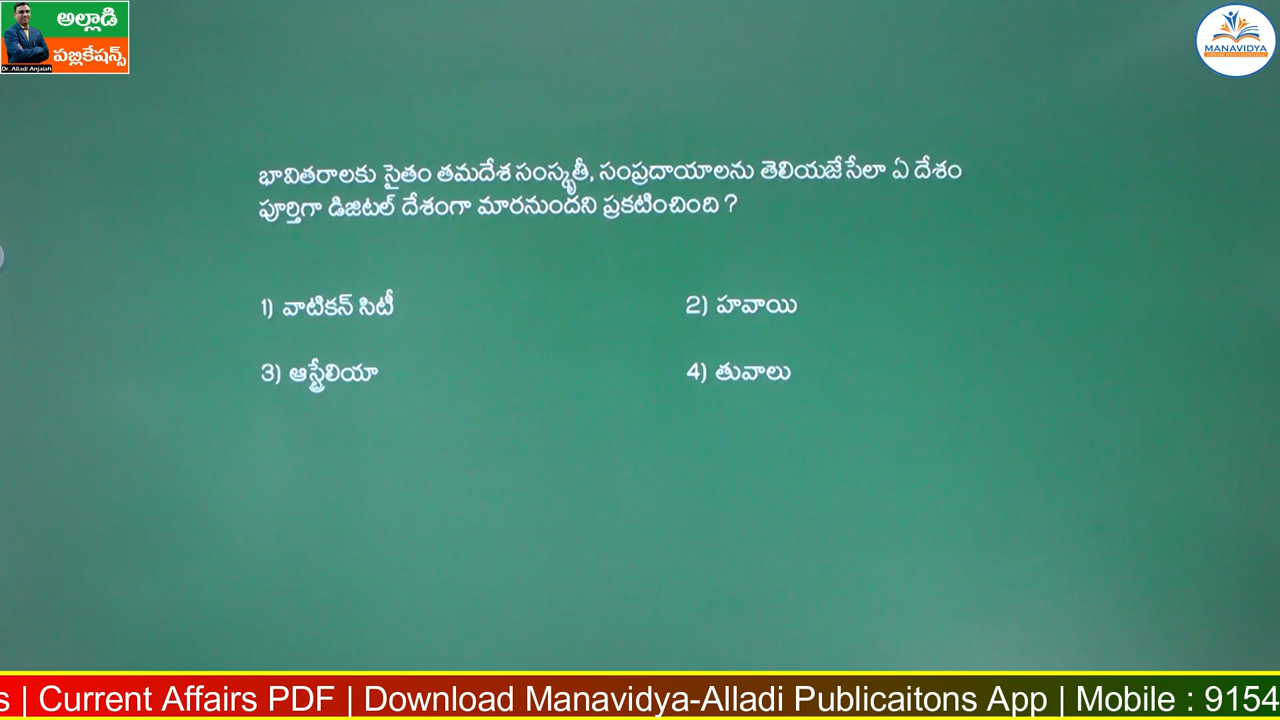 అల్లాడి
పబ్లికేషన్స్
Dr. Alladi Anjaiah
MANAVIDYA
భావితరాలకు సైతం తమదేశ సంస్కృతీ, సంప్రదాయాలను తెలియజేసేలా ఏ దేశం
పూర్తిగా డిజిటల్ దేశంగా మారనుందని ప్రకటించింది ?
1) వాటికన్ సిటీ
2) హవాయి
3) ఆస్ట్రేలియా
4) తువాలు
s | Current Affairs PDF | Download Manavidya-Alladi Publicaitons App | Mobile : 9154